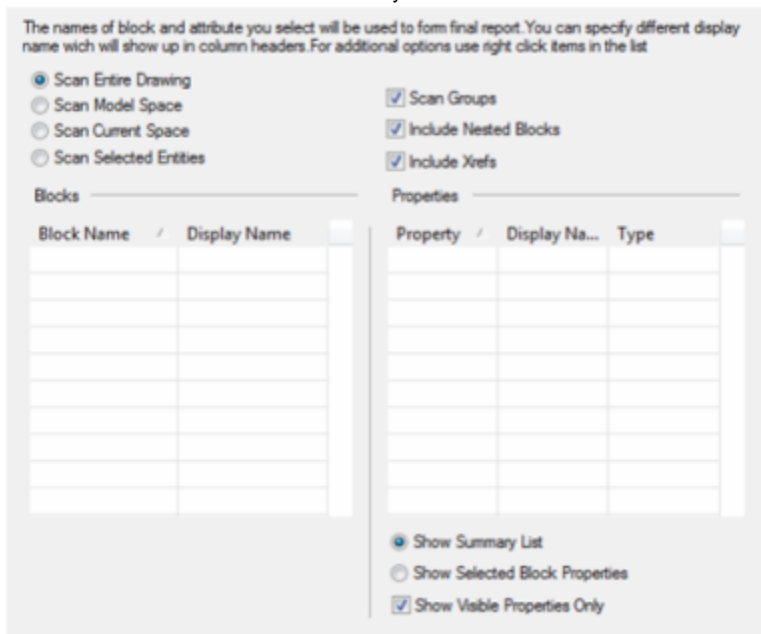 The names of block and attribute you select will be used to form final report.You can specify different display
name wich will show up in column headers.For additional options use right click items in the list
Scan Entire Drawing
Scan Model Space
Scan Current Space
Scan Selected Entities
Scan Groups
Include Nested Blocks
Include Xrefs
Blocks
Block Name Display Name
Properties
Property Display Na... Type
Show Summary List
Show Selected Block Properties
Show Visible Properties Only